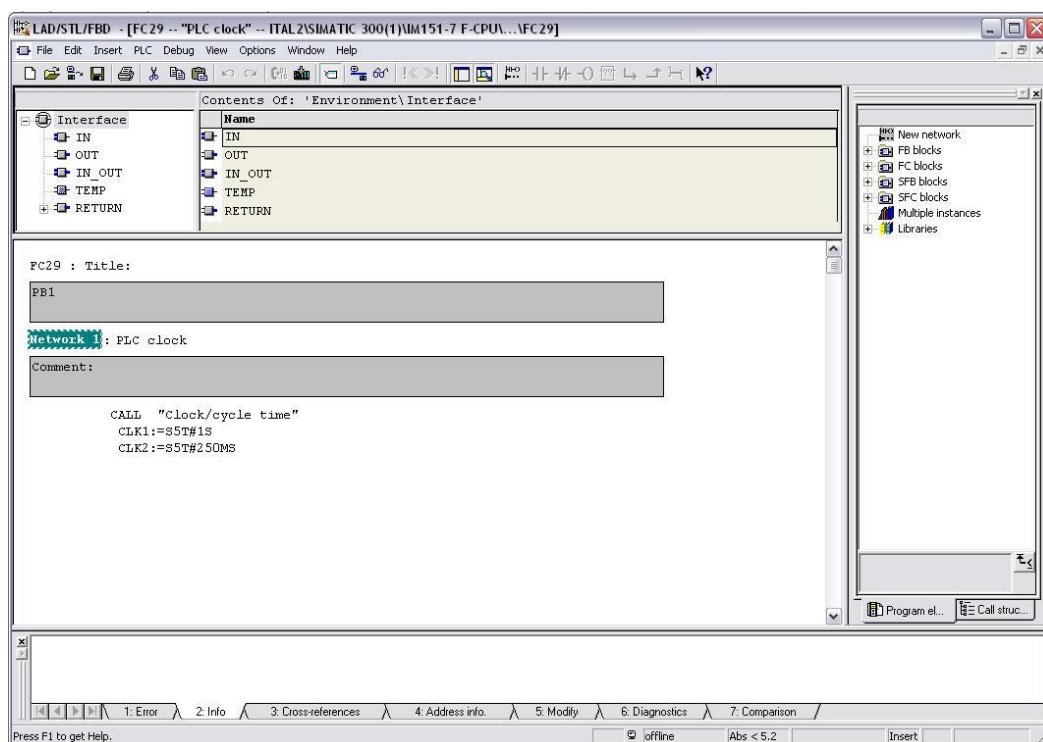 LAD/STL/FBD - [FC29 -- "PLC clock" -- ITAL2\SIMATIC 300(1)\IM151-7 F-CPU\...\FC29]
File Edit Insert PLC Debug View Options Window Help
Contents Of: 'Environment\Interface'
Interface
IN
OUT
IN_OUT
TEMP
RETURN
Name
IN
OUT
IN_OUT
TEMP
RETURN
New network
FB blocks
FC blocks
SFB blocks
SFC blocks
Multiple instances
Libraries
FC29 : Title:
PB1
Network 1: PLC clock
Comment:
CALL "Clock/cycle time"
CLK1:=S5T#1S
CLK2:=S5T#250MS
Program el...
Call struc...
1: Error 2: Info 3: Cross-references 4: Address info. 5: Modify 6: Diagnostics 7: Comparison
Press F1 to get Help.
offline
Abs < 5.2
Insert